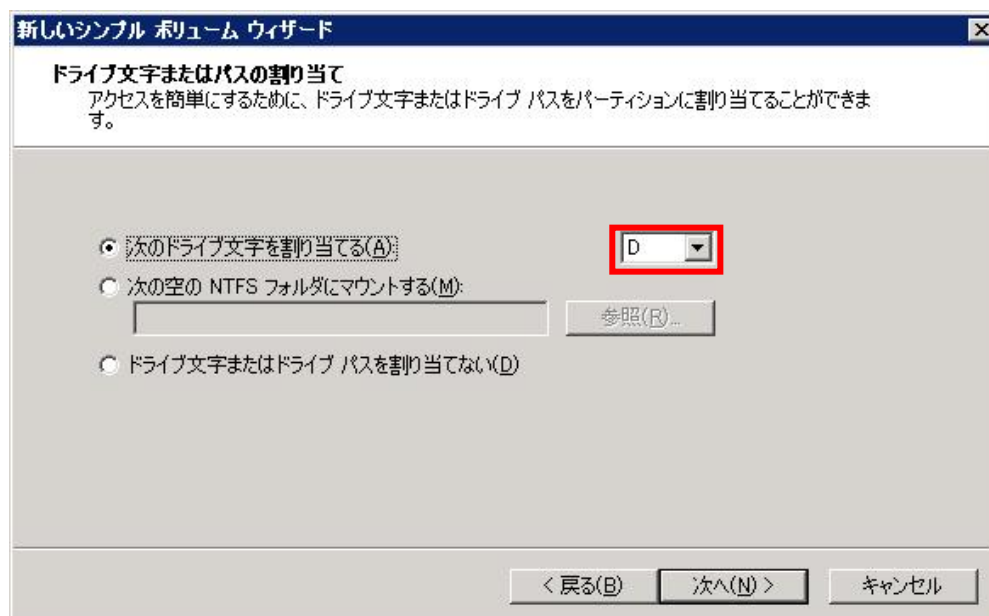 新しいシンプル ボリューム ウィザード
ドライブ文字またはパスの割り当て
アクセスを簡単にするために、ドライブ文字またはドライブ パスをパーティションに割り当てることができま
す。
次のドライブ文字を割り当てる(A):
D
次の空の NTFS フォルダにマウントする(M):
参照(R)...
ドライブ文字またはドライブ パスを割り当てない(D)
< 戻る(B)
次へ(N) >
キャンセル